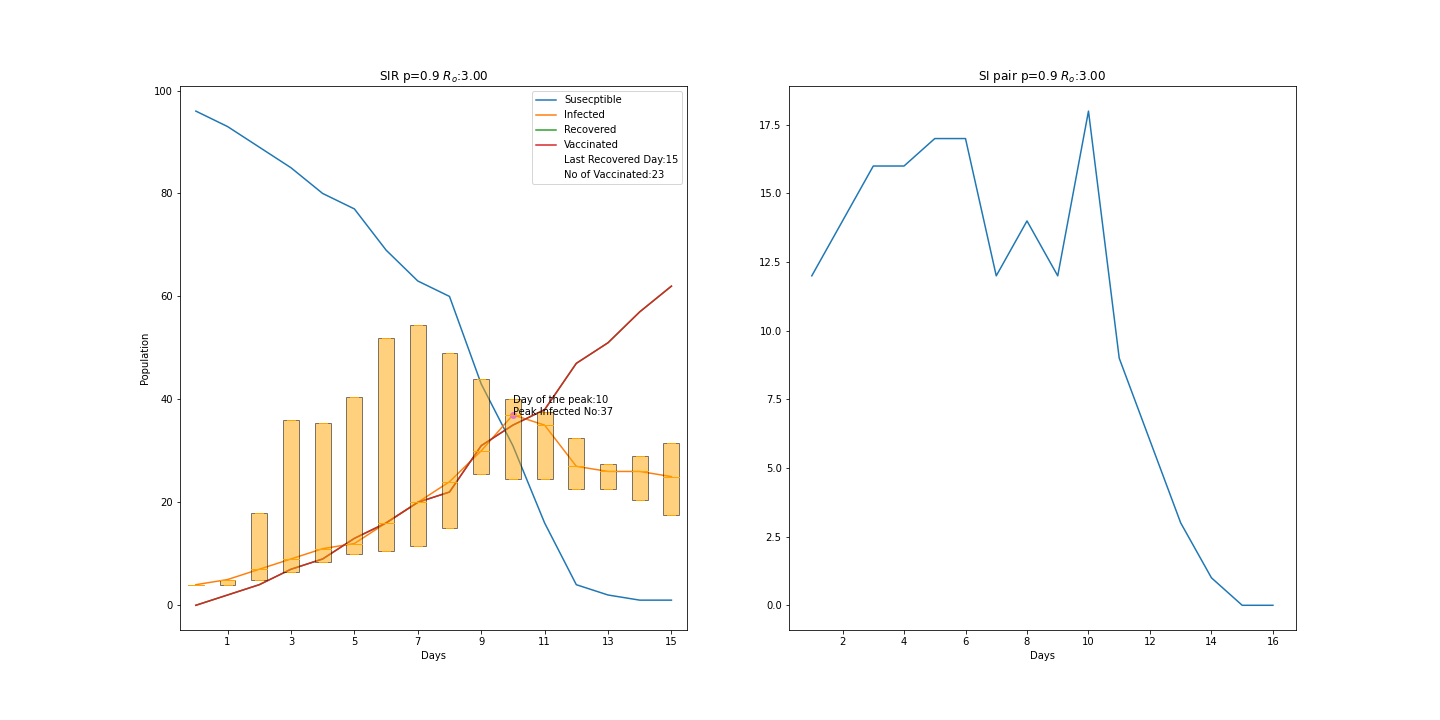 SIR p=0.9 Rₒ:3.00
100
80
60
40
20
0
Population
Susecptible
Infected
Recovered
Vaccinated
Last Recovered Day:15
No of Vaccinated:23
Day of the peak:10
Peak Infected No:37
1 3 5 7 9 11 13 15
Days
SI pair p=0.9 Rₒ:3.00
17.5
15.0
12.5
10.0
7.5
5.0
2.5
0.0
2 4 6 8 10 12 14 16
Days